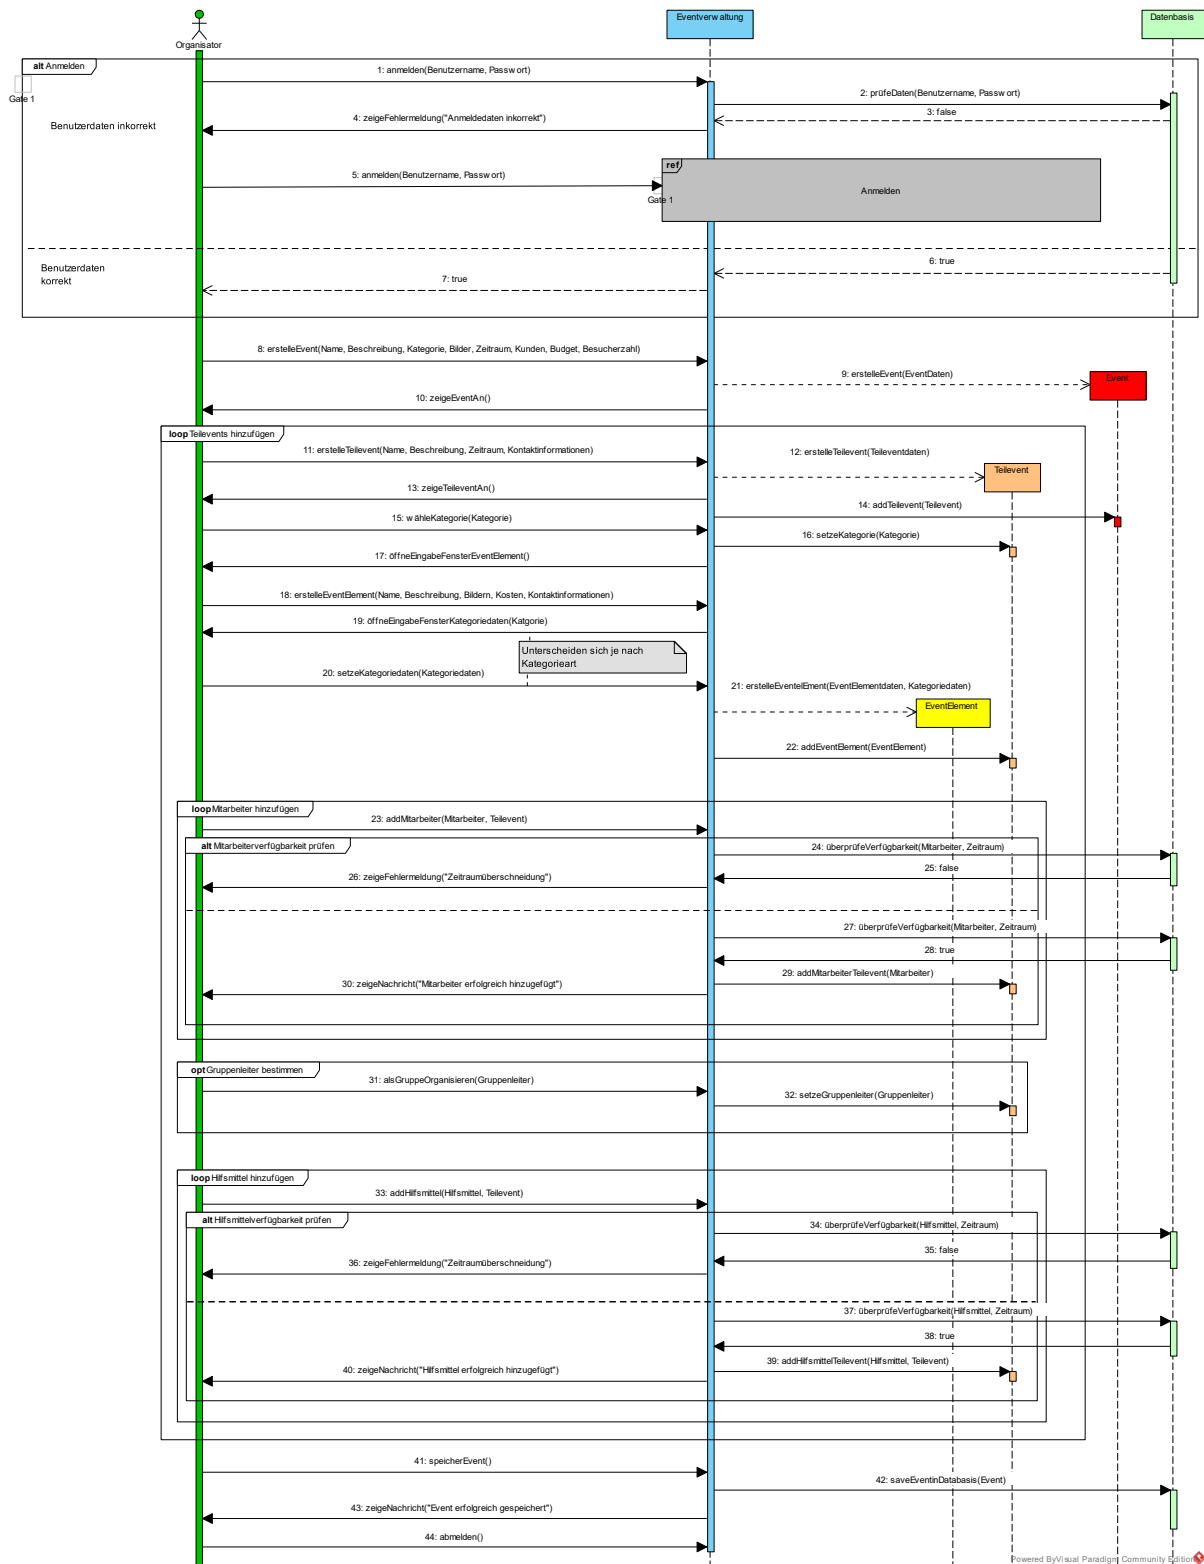 Organisator
Eventverwaltung
Datenbasis
alt Anmelden
Gate 1
1: anmelden(Benutzername, Passwort)
2: prüfeDaten(Benutzername, Passwort)
3: false
4: zeigeFehlermeldung("Anmeldedaten inkorrekt")
Benutzerdaten inkorrekt
ref
5: anmelden(Benutzername, Passwort)
Gate 1
Anmelden
Benutzerdaten
korrekt
6: true
7: true
8: erstelleEvent(Name, Beschreibung, Kategorie, Bilder, Zeitraum, Kunden, Budget, Besucherzahl)
9: erstelleEvent(EventDaten)
Event
10: zeigeEventAn()
loop Teilevents hinzufügen
11: erstelleTeilevent(Name, Beschreibung, Zeitraum, Kontaktinformationen)
12: erstelleTeilevent(Teileventdaten)
Teilevent
13: zeigeTeileventAn()
14: addTeilevent(Teilevent)
15: wähleKategorie(Kategorie)
16: setzeKategorie(Kategorie)
17: öffneEingabeFensterEventElement()
18: erstelleEventElement(Name, Beschreibung, Bildern, Kosten, Kontaktinformationen)
19: öffneEingabeFensterKategoriedaten(Katgorie)
Unterscheiden sich je nach
Kategorieart
20: setzeKategoriedaten(Kategoriedaten)
21: erstelleEventelEment(EventElementdaten, Kategoriedaten)
EventElement
22: addEventElement(EventElement)
loop Mitarbeiter hinzufügen
23: addMitarbeiter(Mitarbeiter, Teilevent)
alt Mitarbeiterverfügbarkeit prüfen
24: überprüfeVerfügbarkeit(Mitarbeiter, Zeitraum)
25: false
26: zeigeFehlermeldung("Zeitraumüberschneidung")
27: überprüfeVerfügbarkeit(Mitarbeiter, Zeitraum)
28: true
29: addMitarbeiterTeilevent(Mitarbeiter)
30: zeigeNachricht("Mitarbeiter erfolgreich hinzugefügt")
opt Gruppenleiter bestimmen
31: alsGruppeOrganisieren(Gruppenleiter)
32: setzeGruppenleiter(Gruppenleiter)
loop Hilfsmittel hinzufügen
33: addHilfsmittel(Hilfsmittel, Teilevent)
alt Hilfsmittelverfügbarkeit prüfen
34: überprüfeVerfügbarkeit(Hilfsmittel, Zeitraum)
35: false
36: zeigeFehlermeldung("Zeitraumüberschneidung")
37: überprüfeVerfügbarkeit(Hilfsmittel, Zeitraum)
38: true
39: addHilfsmittelTeilevent(Hilfsmittel, Teilevent)
40: zeigeNachricht("Hilfsmittel erfolgreich hinzugefügt")
41: speicherEvent()
42: saveEventinDatabasis(Event)
43: zeigeNachricht("Event erfolgreich gespeichert")
44: abmelden()
Powered ByVisual Paradigm Community Edition